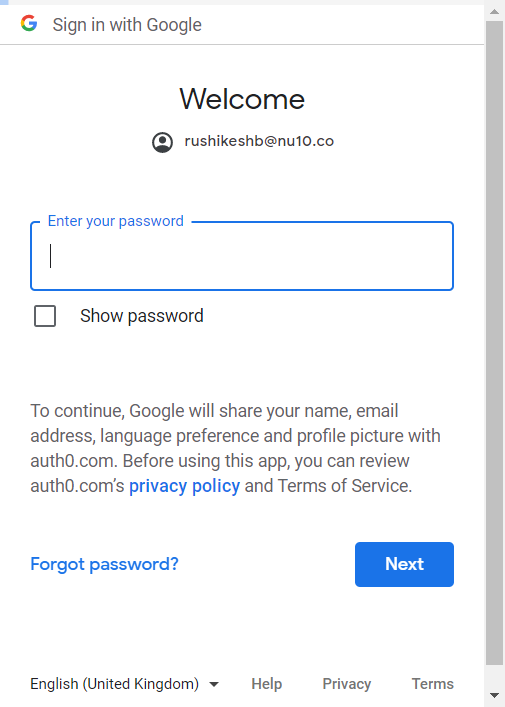 Sign in with Google
Welcome
rushikeshb@nu10.co
Enter your password
Show password
To continue, Google will share your name, email
address, language preference and profile picture with
auth0.com. Before using this app, you can review
auth0.com’s privacy policy and Terms of Service.
Forgot password?
Next
English (United Kingdom) Help Privacy Terms